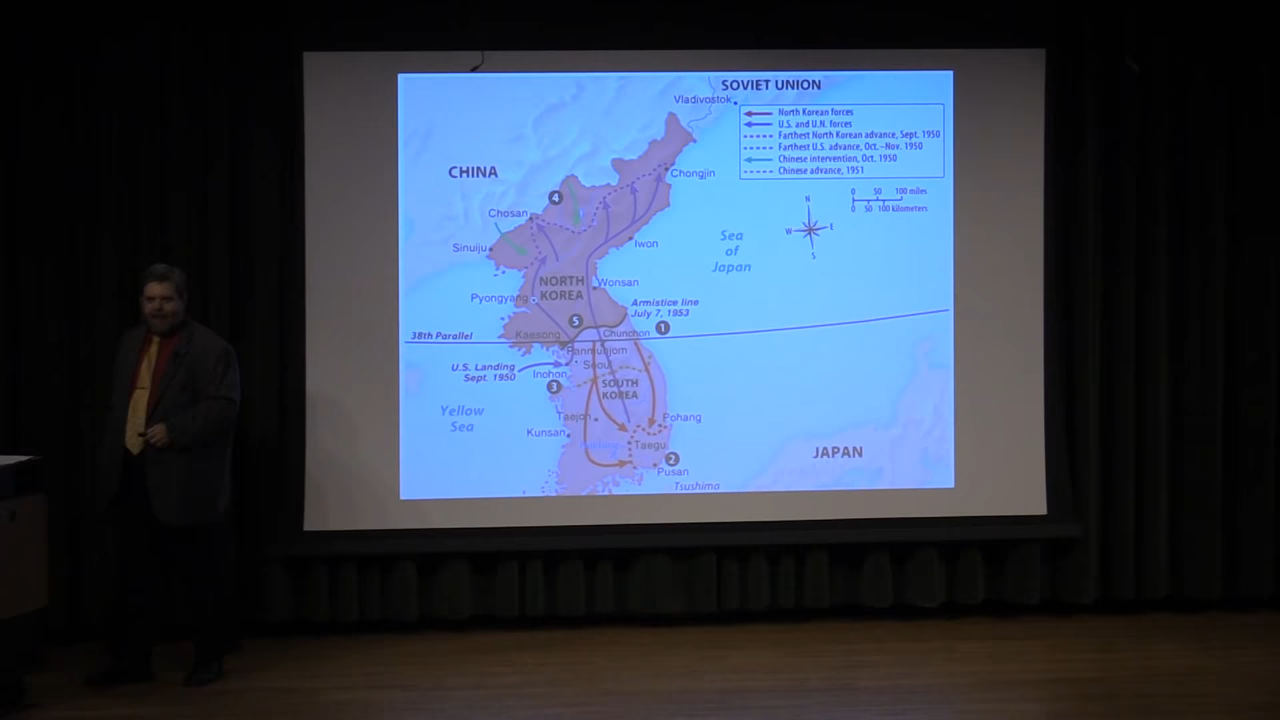 SOVIET UNION
Vladivostok
North Korean forces
U.S. and U.N. forces
Farthest North Korean advance, Sept. 1950
Farthest U.S. advance, Oct.–Nov. 1950
Chinese intervention, Oct. 1950
Chinese advance, 1951
0 50 100 miles
0 50 100 kilometers
N
W E
S
CHINA
Chongjin
4
Chosan
Sinuiju
Iwon
Sea
of
Japan
NORTH
KOREA
Wonsan
Pyongyang
Armistice line
July 7, 1953
5
1
38th Parallel
Kaesong
Chunchon
Panmunjom
Seoul
U.S. Landing
Sept. 1950
Inchon
3
SOUTH
KOREA
Yellow
Sea
Taejon
Pohang
Kunsan
Taegu
2
Pusan
JAPAN
Tsushima